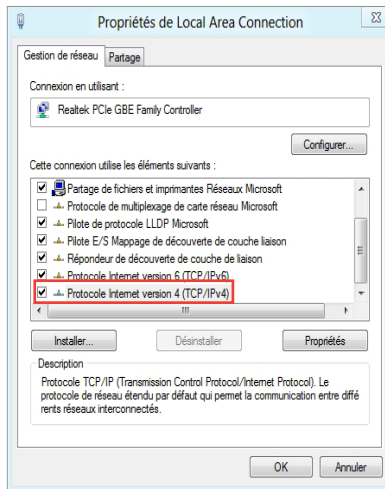 Propriétés de Local Area Connection
Gestion de réseau
Partage
Connexion en utilisant :
Realtek PCIe GBE Family Controller
Configurer...
Cette connexion utilise les éléments suivants :
Partage de fichiers et imprimantes Réseaux Microsoft
Protocole de multiplexage de carte réseau Microsoft
Pilote de protocole LLDP Microsoft
Pilote E/S Mappage de découverte de couche liaison
Répondeur de découverte de couche de liaison
Protocole Internet version 6 (TCP/IPv6)
Protocole Internet version 4 (TCP/IPv4)
Installer...
Désinstaller
Propriétés
Description
Protocole TCP/IP (Transmission Control Protocol/Internet Protocol). Le
protocole de réseau étendu par défaut qui permet la communication entre diffé
rents réseaux interconnectés.
OK
Annuler